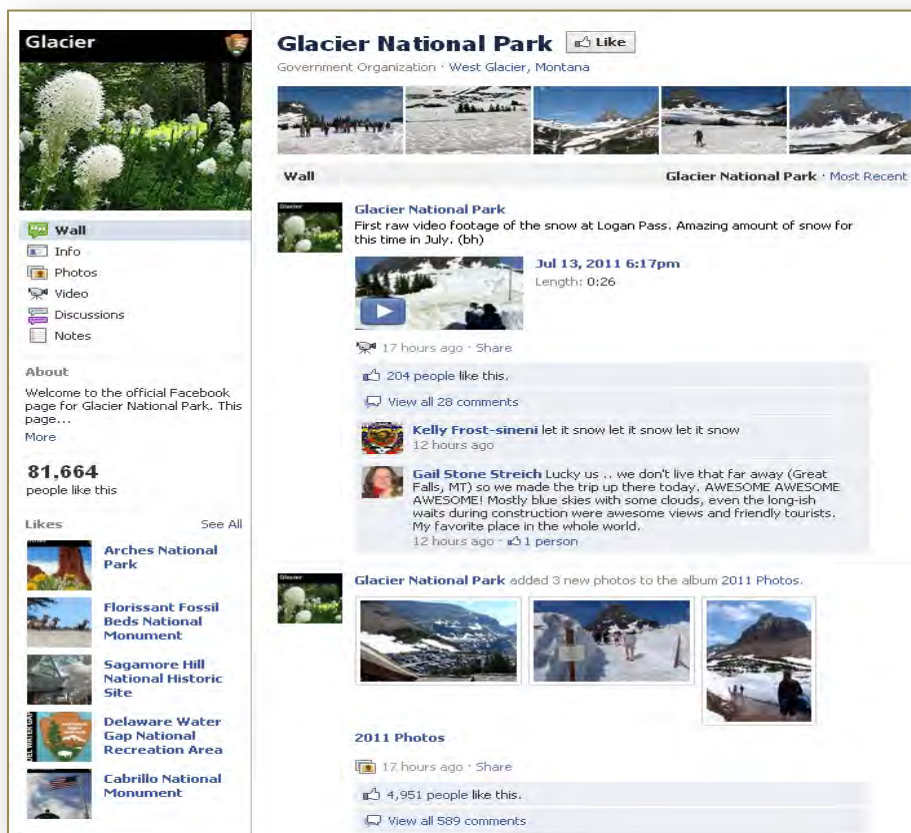 Glacier
Wall
Info
Photos
Video
Discussions
Notes
About
Welcome to the official Facebook
page for Glacier National Park. This
page...
More
81,664
people like this
Likes See All
Arches National
Park
Florissant Fossil
Beds National
Monument
Sagamore Hill
National Historic
Site
Delaware Water
Gap National
Recreation Area
Cabrillo National
Monument
Glacier National Park Like
Government Organization · West Glacier, Montana
Wall Glacier National Park · Most Recent
Glacier National Park
First raw video footage of the snow at Logan Pass. Amazing amount of snow for
this time in July. (bh)
Jul 13, 2011 6:17pm
Length: 0:26
17 hours ago · Share
204 people like this.
View all 28 comments
Kelly Frost-sineni let it snow let it snow let it snow
12 hours ago
Gail Stone Streich Lucky us .. we don't live that far away (Great
Falls, MT) so we made the trip up there today. AWESOME AWESOME
AWESOME! Mostly blue skies with some clouds, even the long-ish
waits during construction were awesome views and friendly tourists.
My favorite place in the whole world.
12 hours ago · 1 person
Glacier National Park added 3 new photos to the album 2011 Photos.
2011 Photos
17 hours ago · Share
4,951 people like this.
View all 589 comments